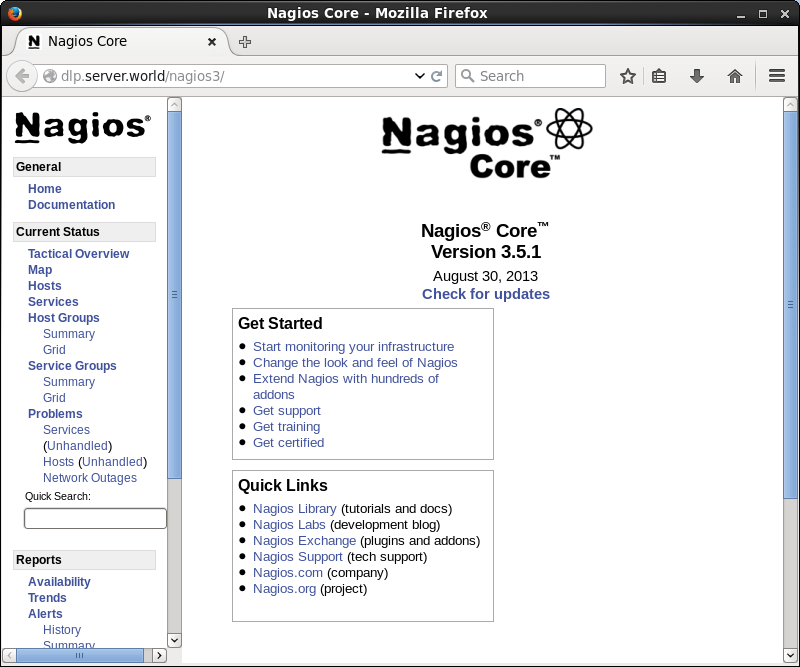 Nagios Core - Mozilla Firefox
Nagios Core
dlp.server.world/nagios3/
Search
Nagios®
General
Home
Documentation
Current Status
Tactical Overview
Map
Hosts
Services
Host Groups
Summary
Grid
Service Groups
Summary
Grid
Problems
Services
(Unhandled)
Hosts (Unhandled)
Network Outages
Quick Search:
Reports
Availability
Trends
Alerts
History
Summary
Nagios®
Core™
Nagios® Core™
Version 3.5.1
August 30, 2013
Check for updates
Get Started
Start monitoring your infrastructure
Change the look and feel of Nagios
Extend Nagios with hundreds of
addons
Get support
Get training
Get certified
Quick Links
Nagios Library (tutorials and docs)
Nagios Labs (development blog)
Nagios Exchange (plugins and addons)
Nagios Support (tech support)
Nagios.com (company)
Nagios.org (project)